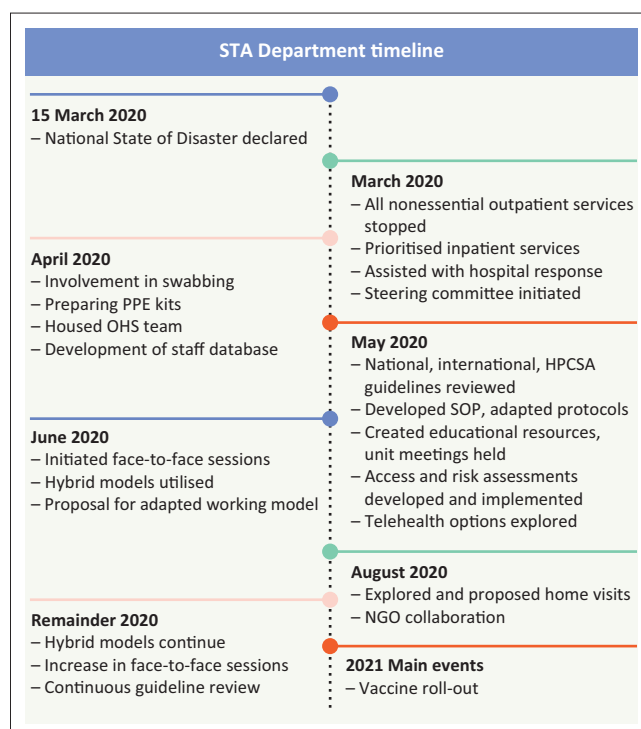 STA Department timeline
15 March 2020
– National State of Disaster declared
March 2020
– All nonessential outpatient services
stopped
– Prioritised inpatient services
– Assisted with hospital response
– Steering committee initiated
April 2020
– Involvement in swabbing
– Preparing PPE kits
– Housed OHS team
– Development of staff database
May 2020
– National, international, HPCSA
guidelines reviewed
– Developed SOP, adapted protocols
– Created educational resources,
unit meetings held
– Access and risk assessments
developed and implemented
– Telehealth options explored
June 2020
– Initiated face-to-face sessions
– Hybrid models utilised
– Proposal for adapted working model
August 2020
– Explored and proposed home visits
– NGO collaboration
Remainder 2020
– Hybrid models continue
– Increase in face-to-face sessions
– Continuous guideline review
2021 Main events
– Vaccine roll-out